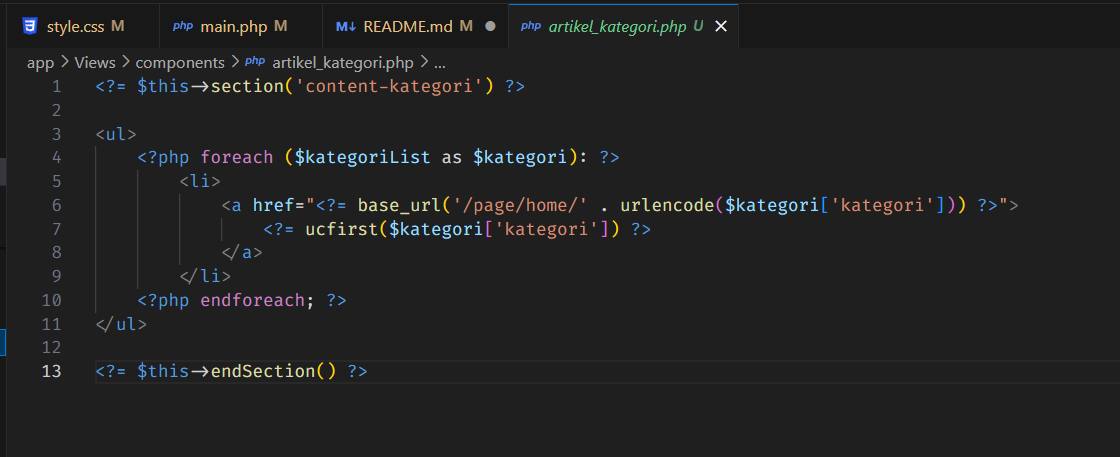 style.css M php main.php M M↓ README.md M php artikel_kategori.php U
app > Views > components > php artikel_kategori.php > ...
1 <?= $this->section('content-kategori') ?>
2
3 <ul>
4 <?php foreach ($kategoriList as $kategori): ?>
5 <li>
6 <a href="<?= base_url('/page/home/' . urlencode($kategori['kategori'])) ?>">
7 <?= ucfirst($kategori['kategori']) ?>
8 </a>
9 </li>
10 <?php endforeach; ?>
11 </ul>
12
13 <?= $this->endSection() ?>